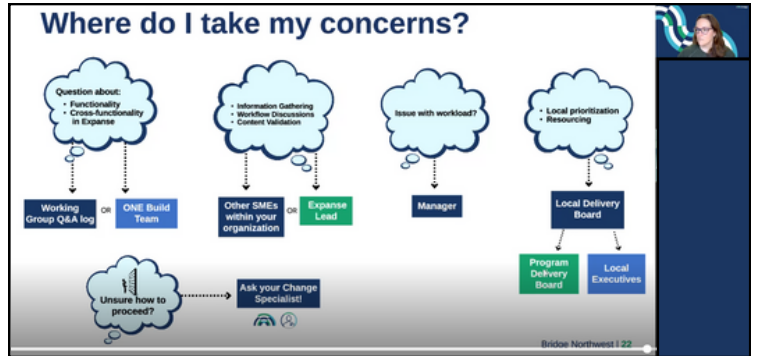 Where do I take my concerns?
Question about:
• Functionality
• Cross-functionality
in Expanse
• Information Gathering
• Workflow Discussions
• Content Validation
Issue with workload?
• Local prioritization
• Resourcing
Working
Group Q&A log
OR
ONE Build
Team
Other SMEs
within your
organization
OR
Expanse
Lead
Manager
Local Delivery
Board
Program
Delivery
Board
Local
Executives
Unsure how to
proceed?
Ask your Change
Specialist!
Bridge Northwest | 22